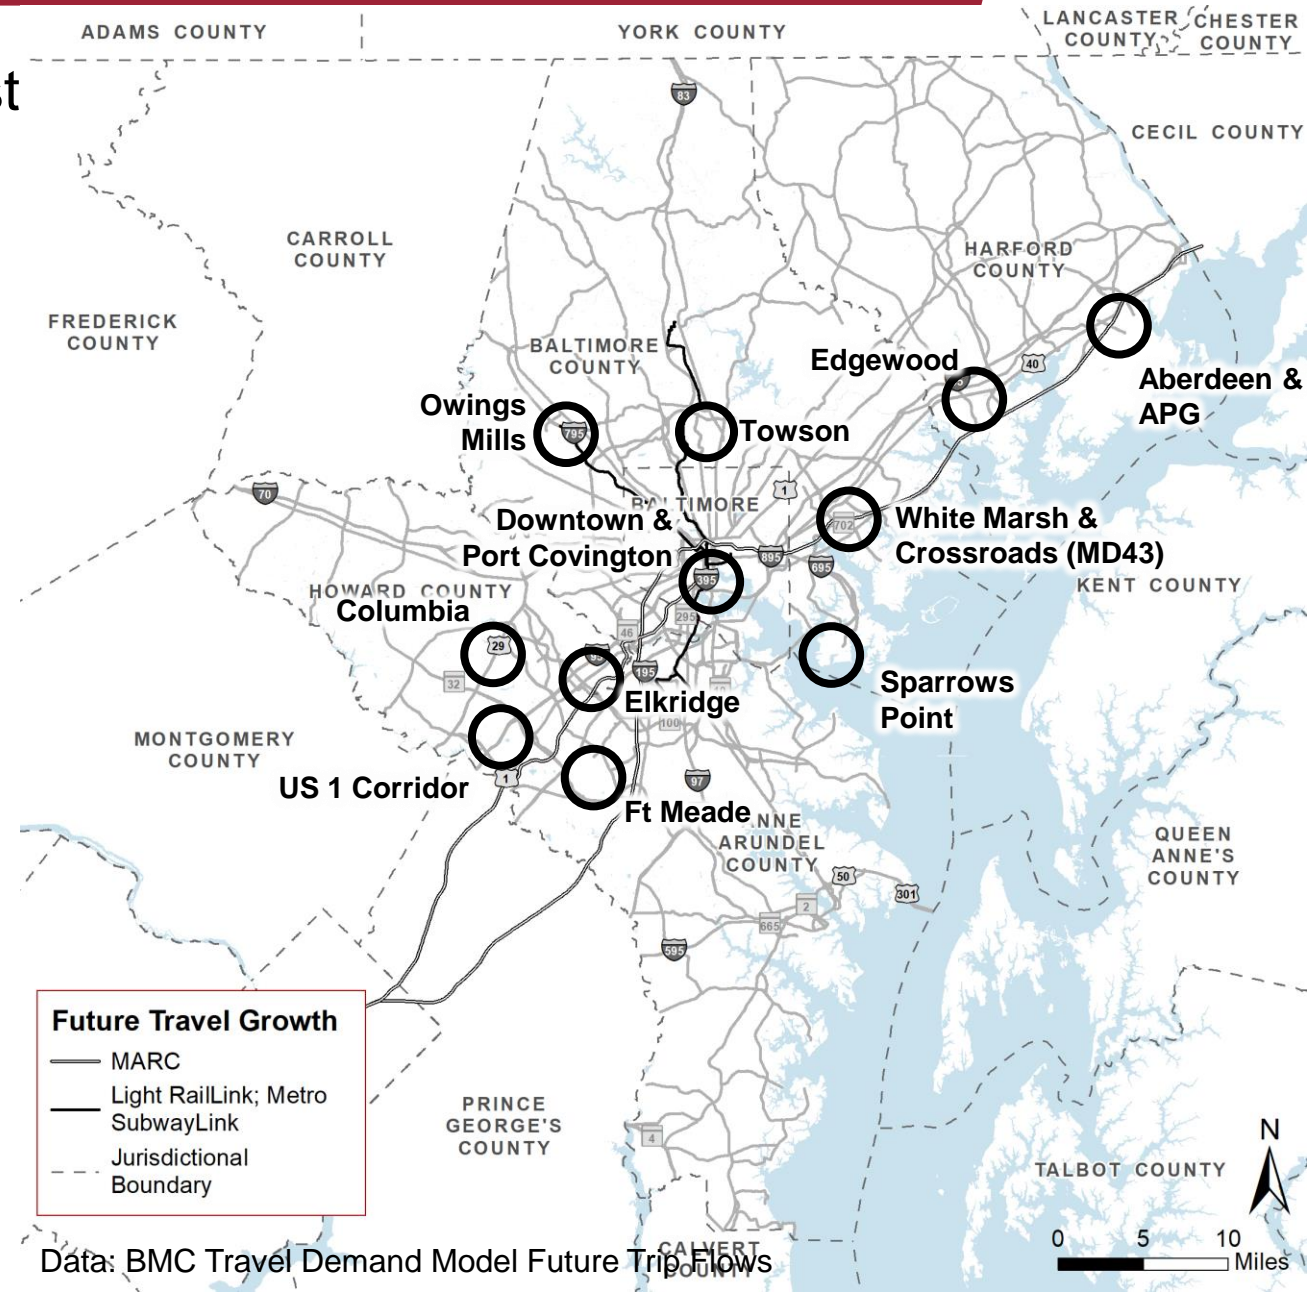 ADAMS COUNTY
YORK COUNTY
LANCASTER
COUNTY
CHESTER
COUNTY
st
83
CECIL COUNTY
CARROLL
COUNTY
HARFORD
COUNTY
FREDERICK
COUNTY
BALTIMORE
COUNTY
Edgewood
40
Aberdeen &
APG
Owings
Mills
795
Towson
70
1
BALTIMORE
Downtown &
Port Covington
702
White Marsh &
Crossroads (MD43)
895
695
395
KENT COUNTY
HOWARD COUNTY
Columbia
295
46
29
95
195
32
Elkridge
Sparrows
Point
100
MONTGOMERY
COUNTY
US 1 Corridor
1
97
Ft Meade
ANNE
ARUNDEL
COUNTY
QUEEN
ANNE'S
COUNTY
50
301
2
665
595
Future Travel Growth
MARC
Light RailLink; Metro
SubwayLink
Jurisdictional
Boundary
PRINCE
GEORGE'S
COUNTY
4
TALBOT COUNTY
N
0 5 10
Miles
CALVERT
COUNTY
Data: BMC Travel Demand Model Future Trip Flows